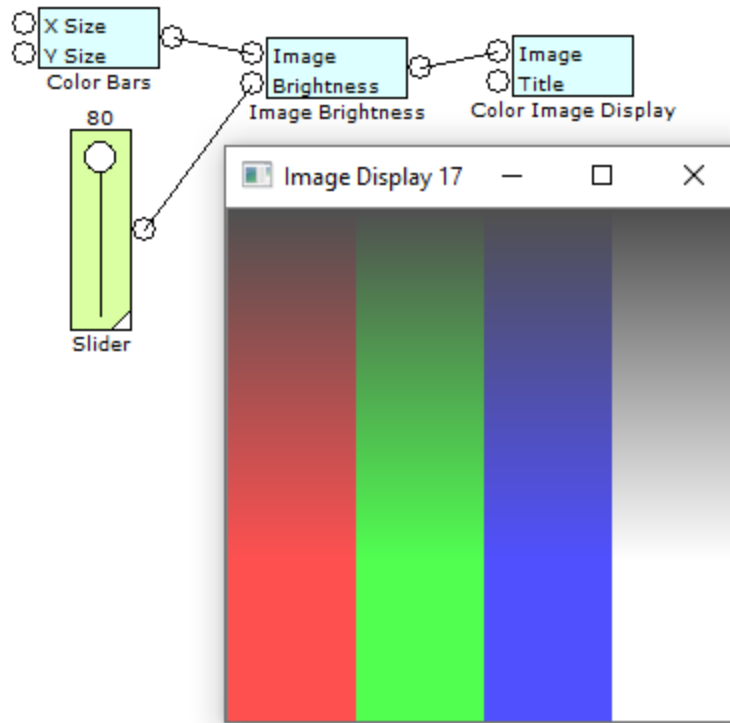 X Size
Y Size
Color Bars
Image
Brightness
Image Brightness
Image
Title
Color Image Display
80
Slider
Image Display 17